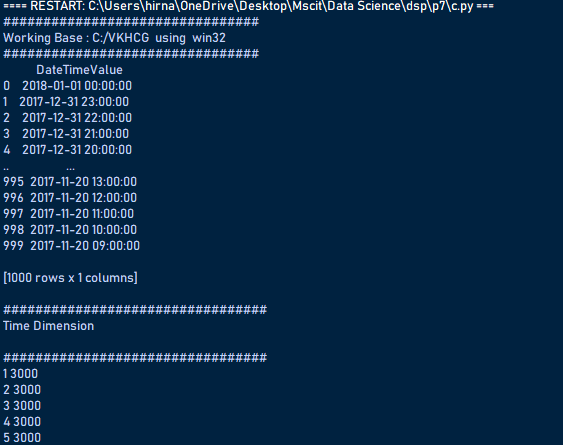 ==== RESTART: C:\Users\hirna\OneDrive\Desktop\Mscit\Data Science\dsp\p7\c.py ===
################################
Working Base : C:/VKHCG  using  win32
################################
DateTimeValue
0    2018-01-01 00:00:00
1    2017-12-31 23:00:00
2    2017-12-31 22:00:00
3    2017-12-31 21:00:00
4    2017-12-31 20:00:00
..                  ...
995  2017-11-20 13:00:00
996  2017-11-20 12:00:00
997  2017-11-20 11:00:00
998  2017-11-20 10:00:00
999  2017-11-20 09:00:00
[1000 rows x 1 columns]
#################################
Time Dimension
#################################
1 3000
2 3000
3 3000
4 3000
5 3000